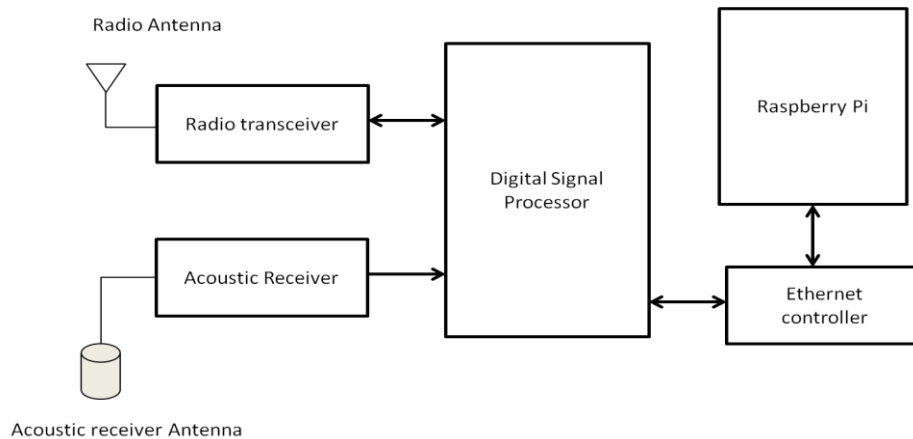 Radio Antenna
Radio transceiver
Acoustic Receiver
Acoustic receiver Antenna
Digital Signal
Processor
Raspberry Pi
Ethernet
controller